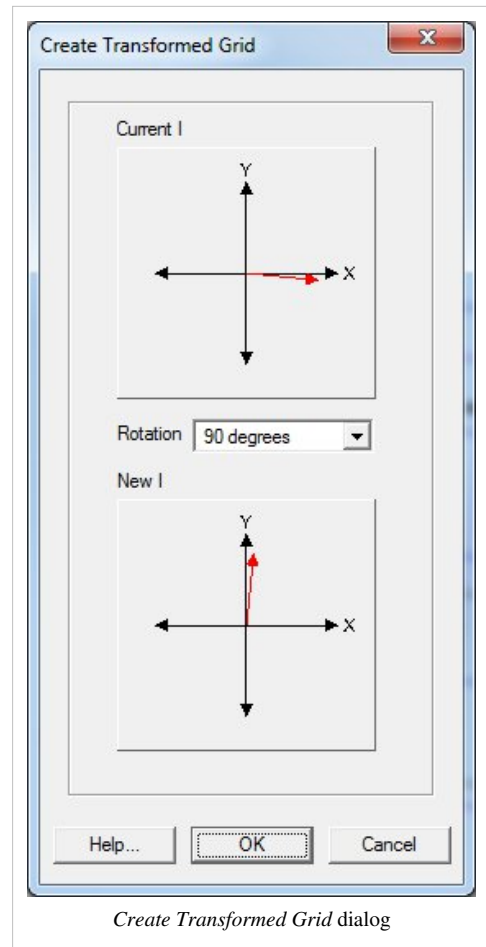 Create Transformed Grid
Current I
Y
X
Rotation 90 degrees
New I
Y
X
Help... OK Cancel
Create Transformed Grid dialog